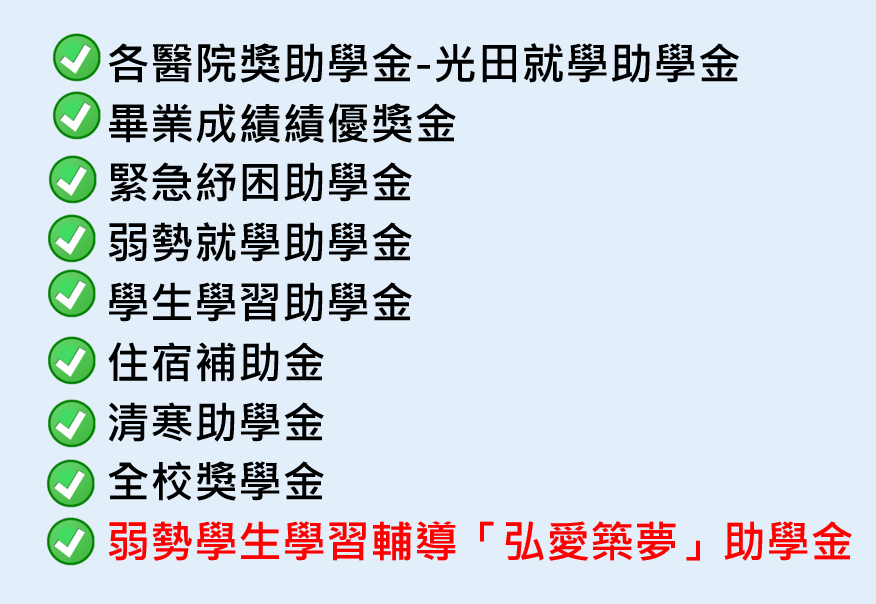 各醫院獎助學金-光田就學助學金
畢業成績績優獎金
緊急紓困助學金
弱勢就學助學金
學生學習助學金
住宿補助金
清寒助學金
全校獎學金
弱勢學生學習輔導「弘愛築夢」助學金